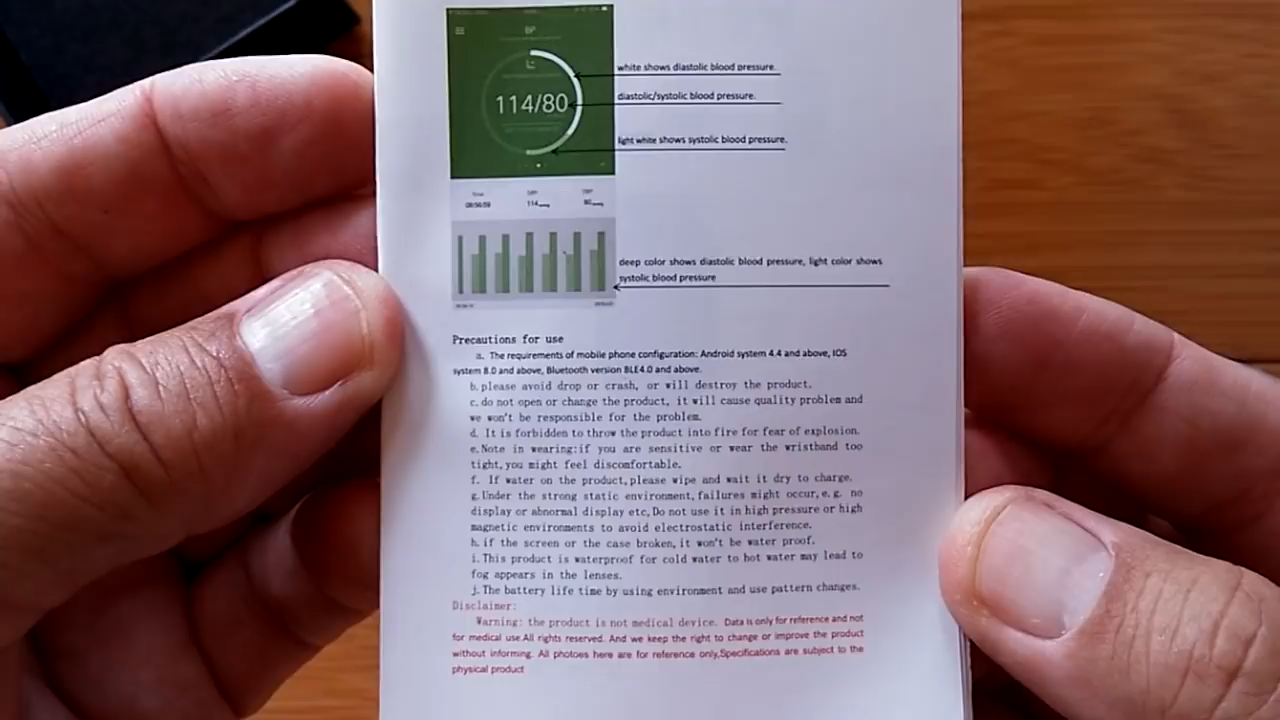 BP
white shows diastolic blood pressure.
114/80
diastolic/systolic blood pressure.
light white shows systolic blood pressure.
Time
08:56:59
114
80
deep color shows diastolic blood pressure, light color shows
systolic blood pressure
Precautions for use
a. The requirements of mobile phone configuration: Android system 4.4 and above, IOS
system 8.0 and above, Bluetooth version BLE4.0 and above.
b. please avoid drop or crash, or will destroy the product.
c. do not open or change the product, it will cause quality problem and
we won't be responsible for the problem.
d. It is forbidden to throw the product into fire for fear of explosion.
e. Note in wearing:if you are sensitive or wear the wristband too
tight, you might feel discomfortable.
f. If water on the product, please wipe and wait it dry to charge.
g. Under the strong static environment, failures might occur, e. g. no
display or abnormal display etc, Do not use it in high pressure or high
magnetic environments to avoid electrostatic interference.
h. if the screen or the case broken, it won't be water proof.
i. This product is waterproof for cold water to hot water may lead to
fog appears in the lenses.
j. The battery life time by using environment and use pattern changes.
Disclaimer:
Warning: the product is not medical device. Data is only for reference and not
for medical use.All rights reserved. And we keep the right to change or improve the product
without informing. All photoes here are for reference only,Specifications are subject to the
physical product